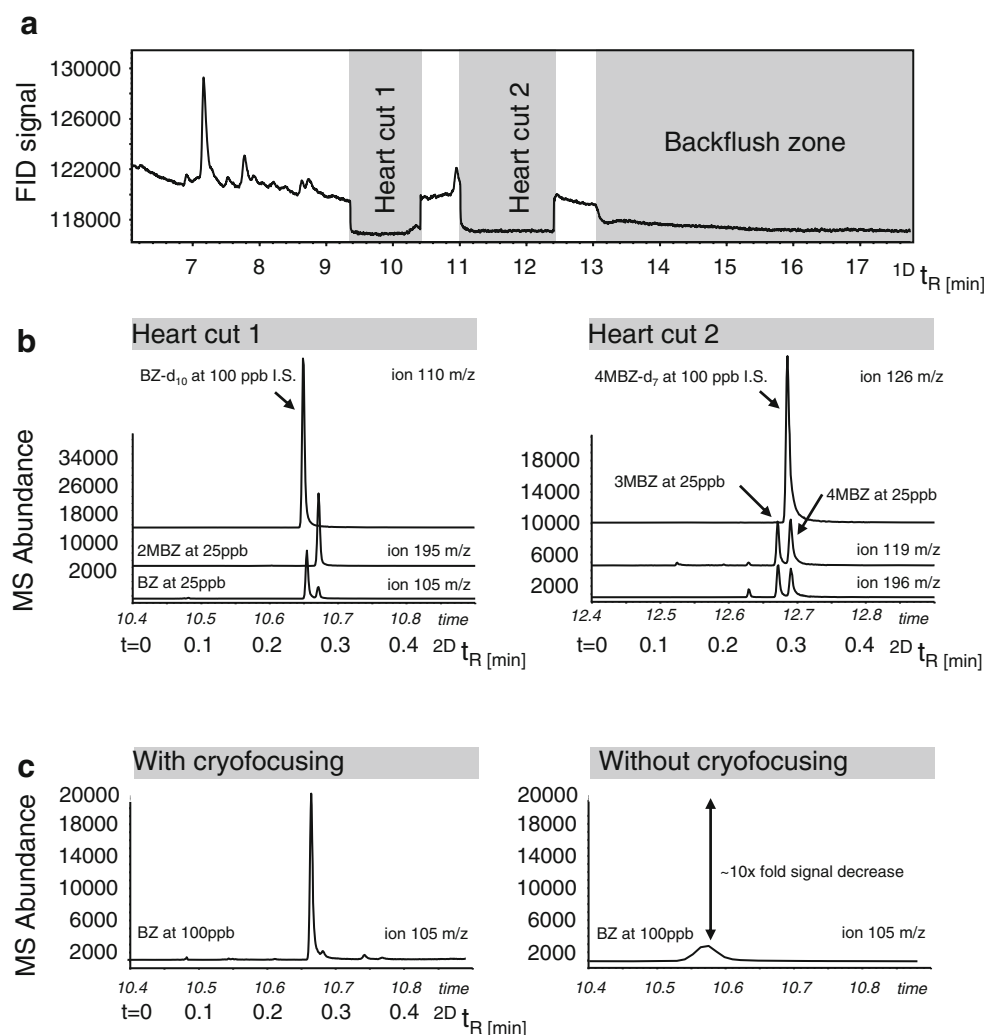 a
FID signal
130000
126000
122000
118000
Heart cut 1
Heart cut 2
Backflush zone
7 8 9 10 11 12 13 14 15 16 17 1D tR [min]
b
Heart cut 1
MS Abundance
BZ-d10 at 100 ppb I.S.
ion 110 m/z
34000
26000
18000
10000
2000
2MBZ at 25ppb
ion 195 m/z
BZ at 25ppb
ion 105 m/z
10.4 10.5 10.6 10.7 10.8 time
t=0 0.1 0.2 0.3 0.4 2D tR [min]
Heart cut 2
4MBZ-d7 at 100 ppb I.S.
ion 126 m/z
18000
14000
10000
6000
2000
3MBZ at 25ppb
4MBZ at 25ppb
ion 119 m/z
ion 196 m/z
12.4 12.5 12.6 12.7 12.8 time
t=0 0.1 0.2 0.3 0.4 2D tR [min]
c
With cryofocusing
MS Abundance
20000
18000
14000
10000
6000
2000
BZ at 100ppb
ion 105 m/z
10.4 10.5 10.6 10.7 10.8 time
t=0 0.1 0.2 0.3 0.4 2D tR [min]
Without cryofocusing
20000
18000
14000
10000
6000
2000
~10x fold signal decrease
BZ at 100ppb
ion 105 m/z
10.4 10.5 10.6 10.7 10.8 time